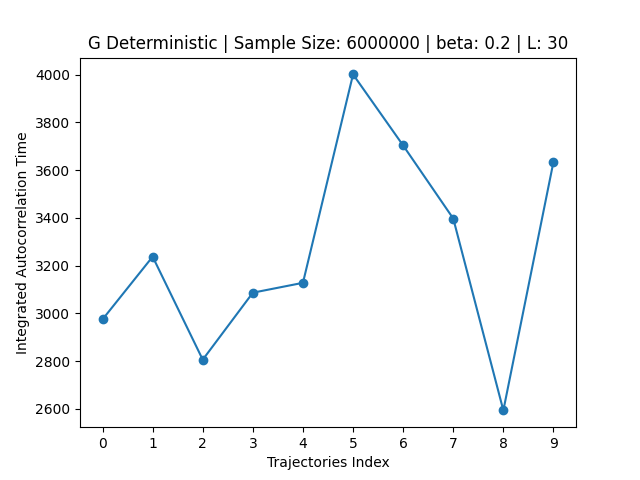 G Deterministic | Sample Size: 6000000 | beta: 0.2 | L: 30
4000
3800
3600
3400
3200
3000
2800
2600
Integrated Autocorrelation Time
0 1 2 3 4 5 6 7 8 9
Trajectories Index